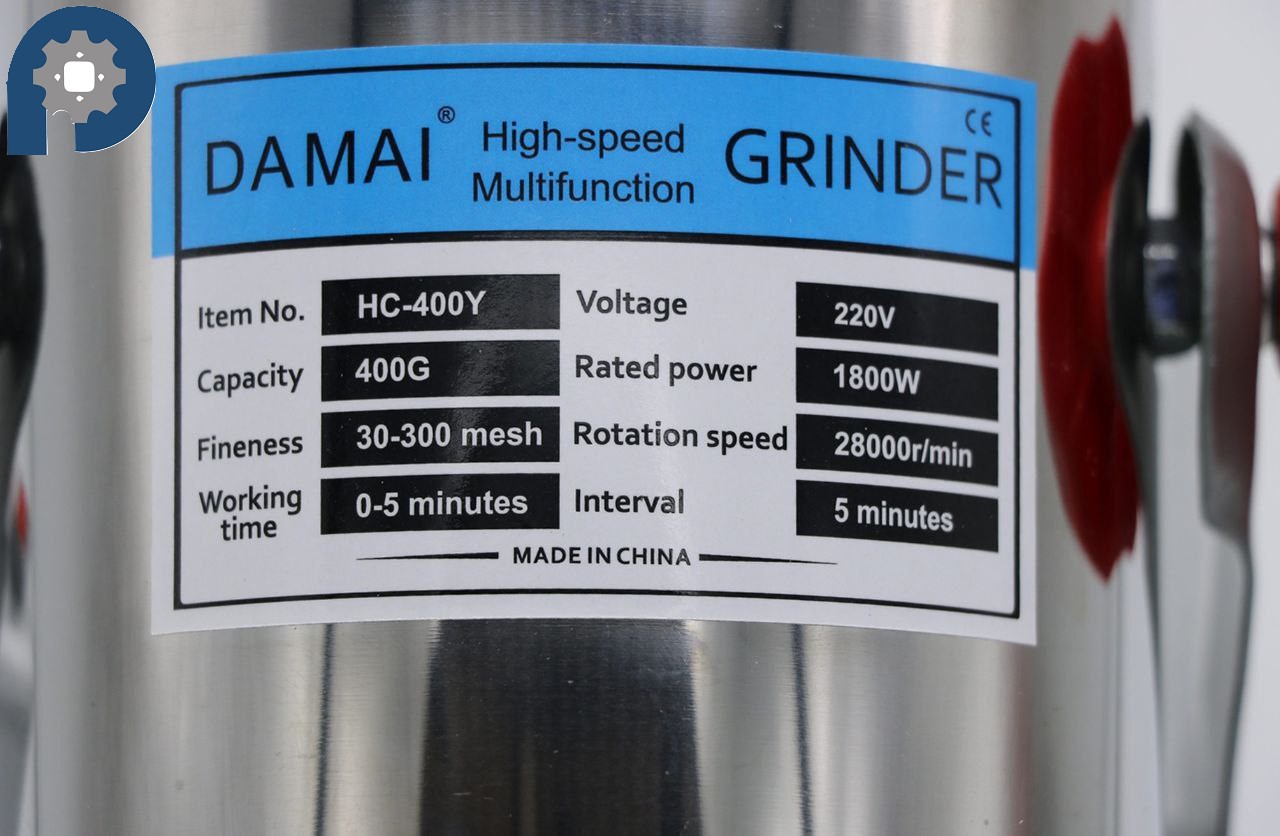 DAMAI® High-speed Multifunction GRINDER
CE
Item No. HC-400Y Voltage 220V
Capacity 400G Rated power 1800W
Fineness 30-300 mesh Rotation speed 28000r/min
Working time 0-5 minutes Interval 5 minutes
MADE IN CHINA